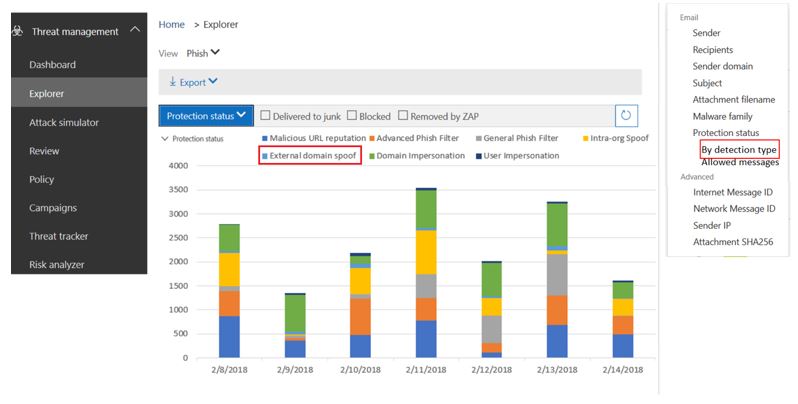 Threat management
Dashboard
Explorer
Attack simulator
Review
Policy
Campaigns
Threat tracker
Risk analyzer
Home > Explorer
View Phish
Export
Protection status Delivered to junk Blocked Removed by ZAP
Protection status Malicious URL reputation Advanced Phish Filter General Phish Filter Intra-org Spoof
External domain spoof Domain Impersonation User Impersonation
4000
3500
3000
2500
2000
1500
1000
500
0
2/8/2018 2/9/2018 2/10/2018 2/11/2018 2/12/2018 2/13/2018 2/14/2018
Email
Sender
Recipients
Sender domain
Subject
Attachment filename
Malware family
Protection status
By detection type
Allowed messages
Advanced
Internet Message ID
Network Message ID
Sender IP
Attachment SHA256